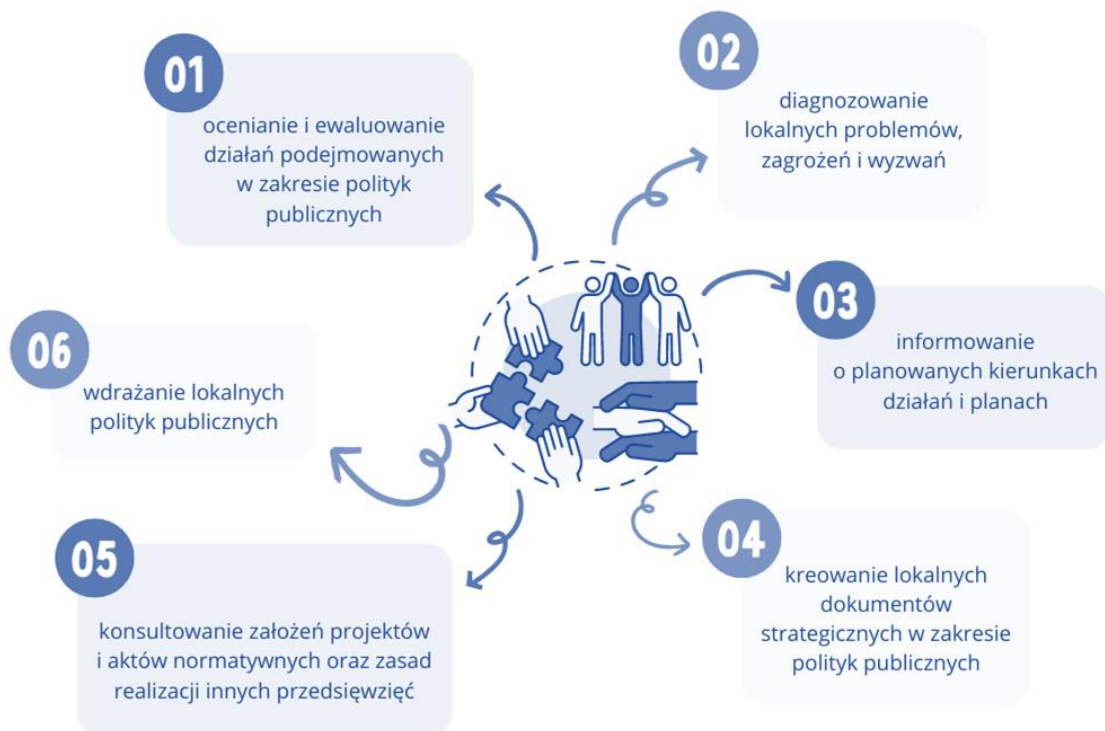 01
ocenianie i ewaluowanie
działań podejmowanych
w zakresie polityk
publicznych
02
diagnozowanie
lokalnych problemów,
zagrożeń i wyzwań
03
informowanie
o planowanych kierunkach
działań i planach
04
kreowanie lokalnych
dokumentów
strategicznych w zakresie
polityk publicznych
05
konsultowanie założeń projektów
i aktów normatywnych oraz zasad
realizacji innych przedsięwzięć
06
wdrażanie lokalnych
polityk publicznych